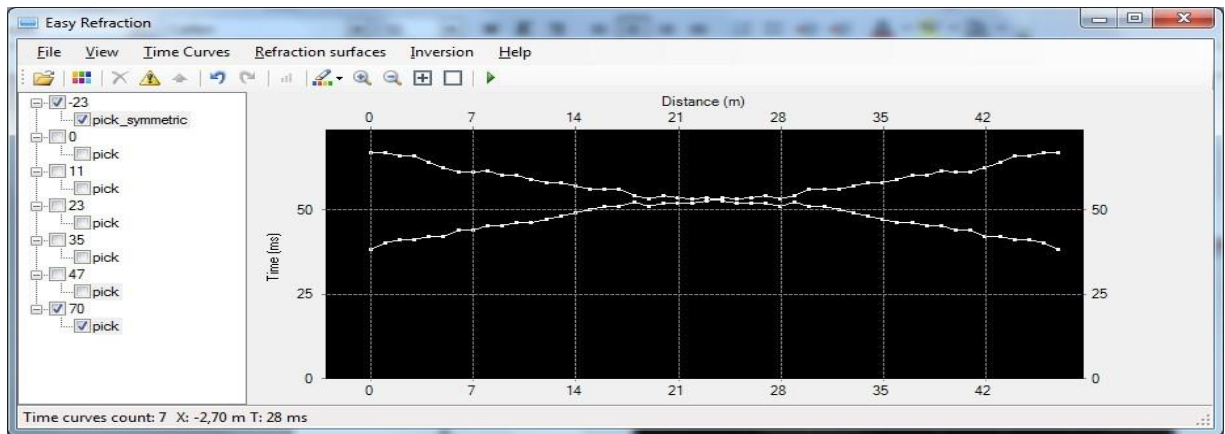 Easy Refraction
File View Time Curves Refraction surfaces Inversion Help
-23
pick_symmetric
0
pick
11
pick
23
pick
35
pick
47
pick
70
pick
Distance (m)
0 7 14 21 28 35 42
50 50
Time (ms)
25 25
0 0
0 7 14 21 28 35 42
Time curves count: 7 X: -2,70 m T: 28 ms